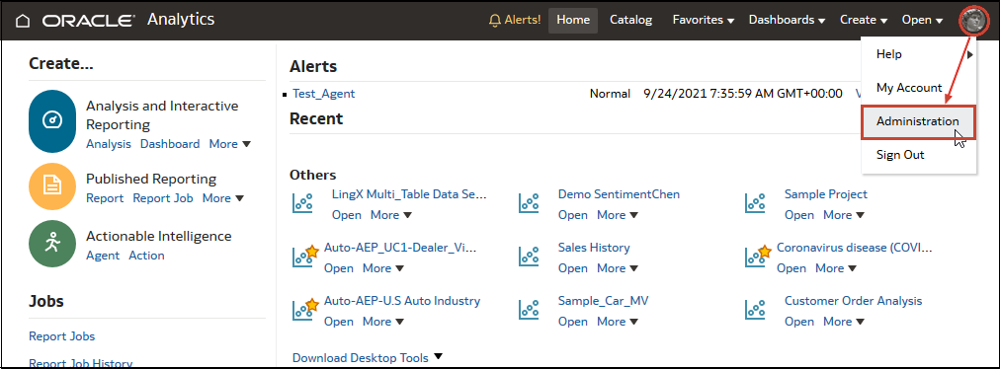 ORACLE Analytics
Alerts! Home Catalog Favorites Dashboards Create Open
Help
My Account
Administration
Sign Out
Create...
Analysis and Interactive
Reporting
Analysis Dashboard More
Published Reporting
Report Report Job More
Actionable Intelligence
Agent Action
Jobs
Report Jobs
Report Job History
Alerts
Test_Agent Normal 9/24/2021 7:35:59 AM GMT+00:00
Recent
Others
LingX Multi_Table Data Se... Demo SentimentChen Sample Project
Open More Open More Open More
Auto-AEP_UC1-Dealer_Vi... Sales History Coronavirus disease (COVI...
Open More Open More Open More
Auto-AEP-U.S Auto Industry Sample_Car_MV Customer Order Analysis
Open More Open More Open More
Download Desktop Tools